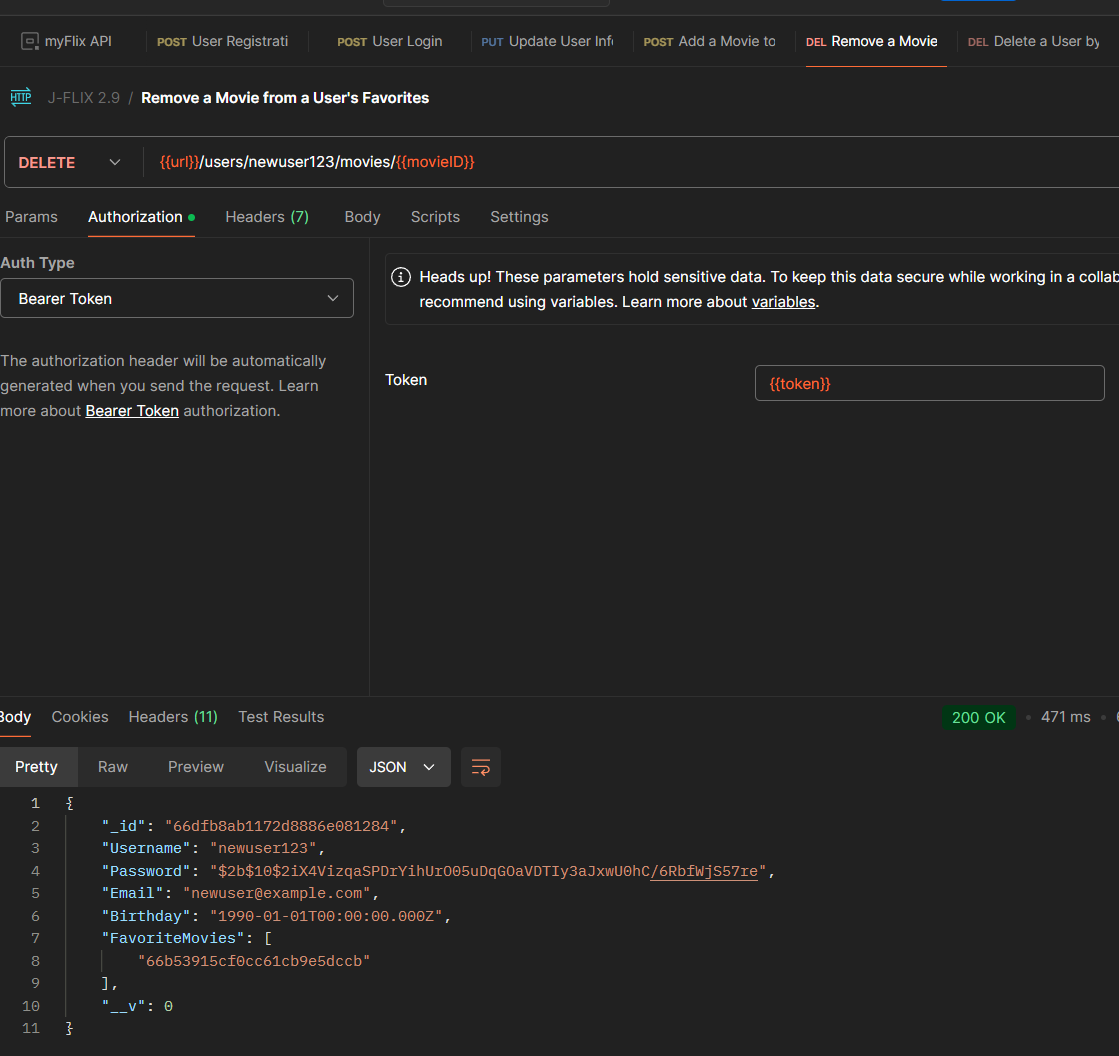 myFlix API
POST User Registrati
POST User Login
PUT Update User Inf
POST Add a Movie to
DEL Remove a Movie
DEL Delete a User by
HTTP J-FLIX 2.9 / Remove a Movie from a User's Favorites
DELETE {{url}}/users/newuser123/movies/{{movieID}}
Params Authorization Headers (7) Body Scripts Settings
Auth Type
Bearer Token
The authorization header will be automatically
generated when you send the request. Learn
more about Bearer Token authorization.
Heads up! These parameters hold sensitive data. To keep this data secure while working in a collab
recommend using variables. Learn more about variables.
Token {{token}}
Body Cookies Headers (11) Test Results 200 OK • 471 ms •
Pretty Raw Preview Visualize JSON
1 {
2 "_id": "66dfb8ab1172d8886e081284",
3 "Username": "newuser123",
4 "Password": "$2b$10$2iX4VizqaSPDrYihUrO05uDqGOaVDTIy3aJxwU0hC/6RbfWjS57re",
5 "Email": "newuser@example.com",
6 "Birthday": "1990-01-01T00:00:00.000Z",
7 "FavoriteMovies": [
8 "66b53915cf0cc61cb9e5dccb"
9 ],
10 "__v": 0
11 }